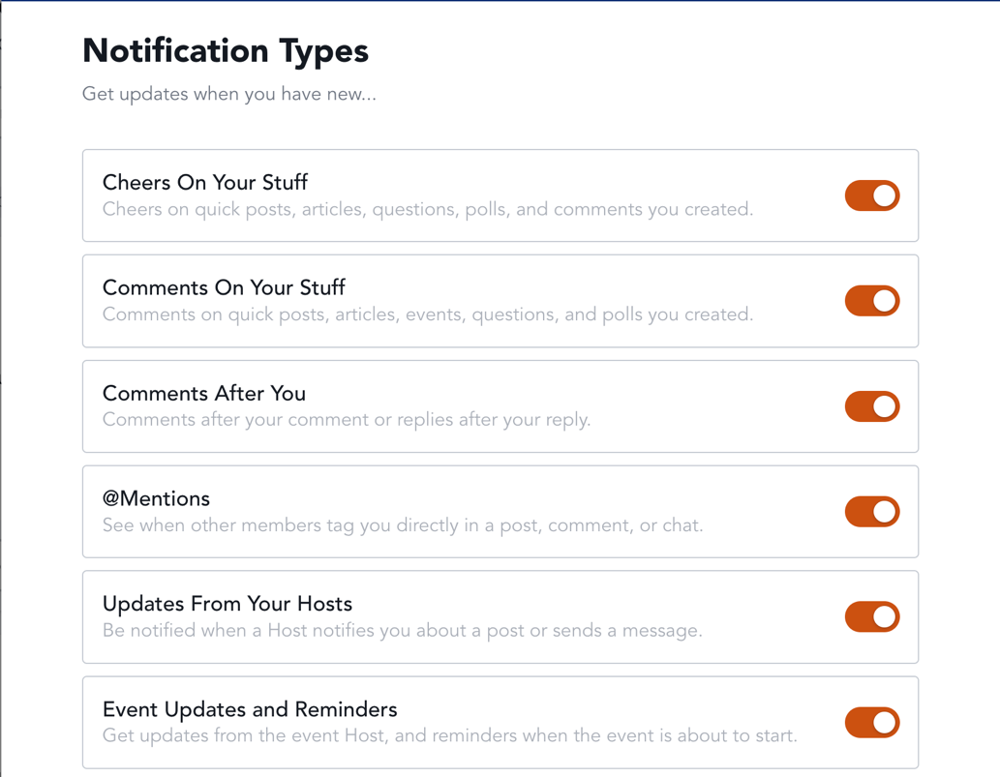 Notification Types
Get updates when you have new...
Cheers On Your Stuff
Cheers on quick posts, articles, questions, polls, and comments you created.
Comments On Your Stuff
Comments on quick posts, articles, events, questions, and polls you created.
Comments After You
Comments after your comment or replies after your reply.
@Mentions
See when other members tag you directly in a post, comment, or chat.
Updates From Your Hosts
Be notified when a Host notifies you about a post or sends a message.
Event Updates and Reminders
Get updates from the event Host, and reminders when the event is about to start.